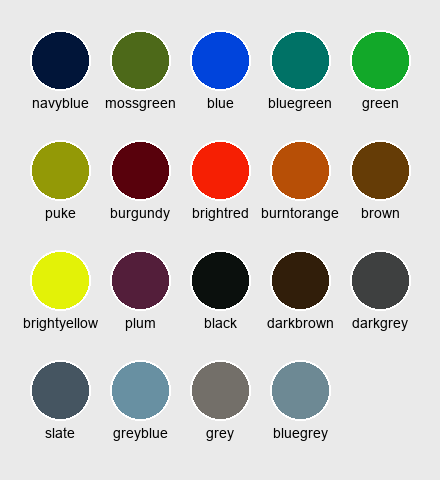 navyblue mossgreen blue bluegreen green
puke burgundy brightred burntorange brown
brightyellow plum black darkbrown darkgrey
slate greyblue grey bluegrey